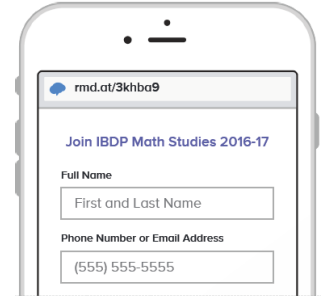 rmd.at/3khba9
Join IBDP Math Studies 2016-17
Full Name
First and Last Name
Phone Number or Email Address
(555) 555-5555